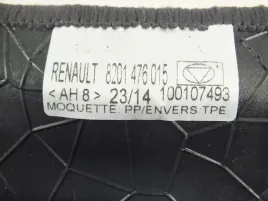 RENAULT 8201 476 015
< AH 8 > 23/14 100107493
MOQUETTE PP/ENVERS TPE